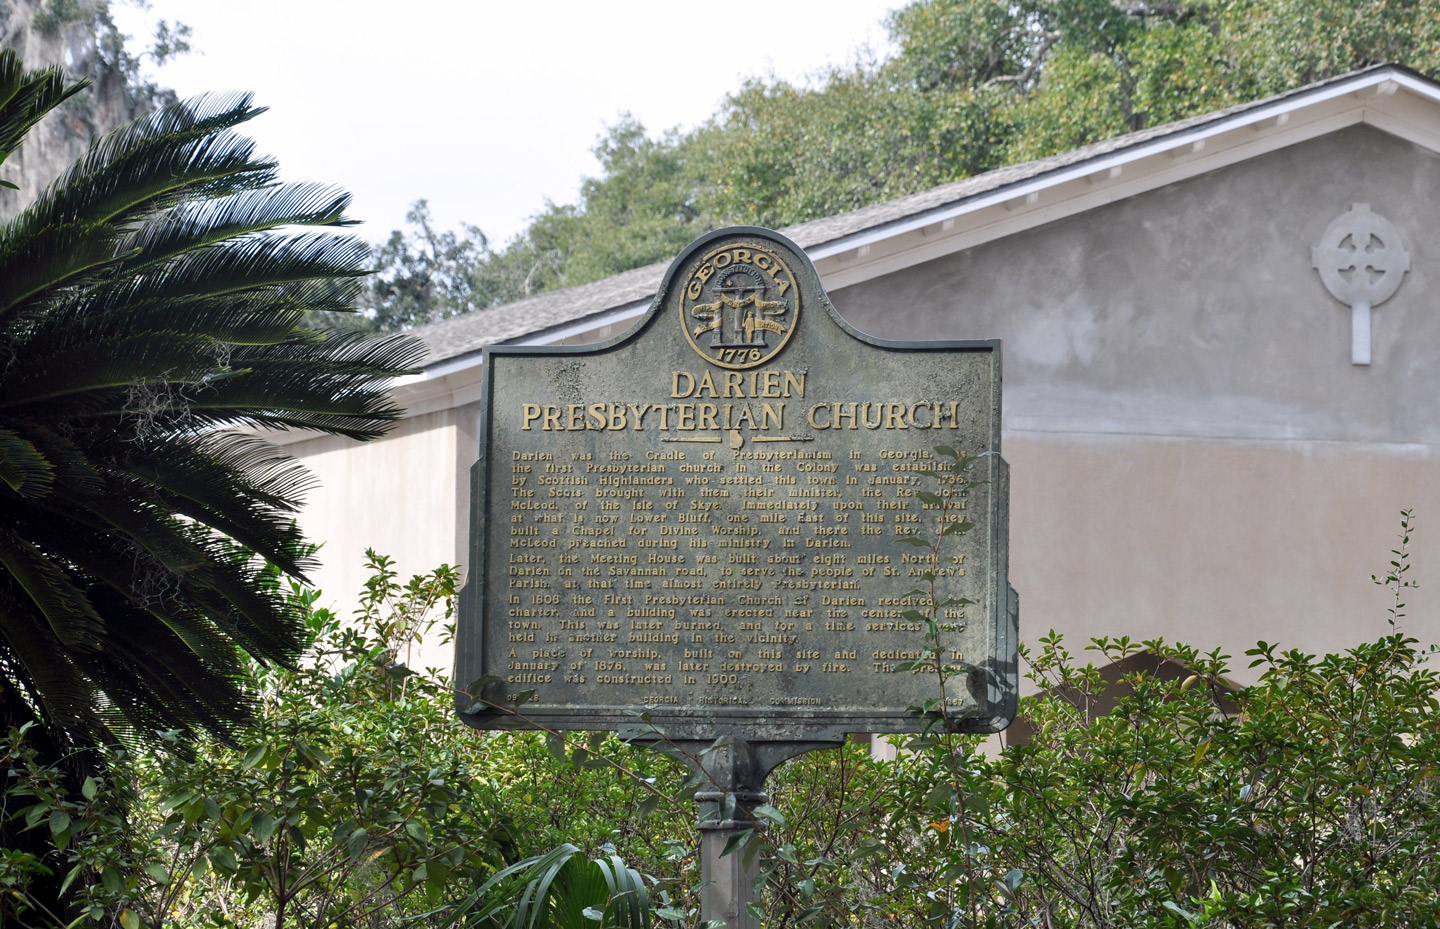 GEORGIA
CONSTITUTION
1776
DARIEN
PRESBYTERIAN CHURCH
Darien was the Cradle of Presbyterianism in Georgia.
the first Presbyterian church in the Colony was establish
by Scottish Highlanders who settled this town in January, 1736.
The Scots brought with them their minister, the Rev. John
McLeod, of the Isle of Skye. Immediately upon their arrival
at what is now Lower Bluff, one mile East of this site, they
built a Chapel for Divine Worship, and there the Rev.
McLeod preached during his ministry in Darien.
Later, the Meeting House was built about eight miles North of
Darien on the Savannah road, to serve the people of St. Andrew's
Parish, at that time almost entirely Presbyterian.
In 1808 the First Presbyterian Church of Darien received
charter, and a building was erected near the center of the
town. This was later burned, and for a time services were
held in another building in the vicinity.
A place of worship, built on this site and dedicated in
January of 1876, was later destroyed by fire. The present
edifice was constructed in 1900.
GEORGIA HISTORICAL COMMISSION